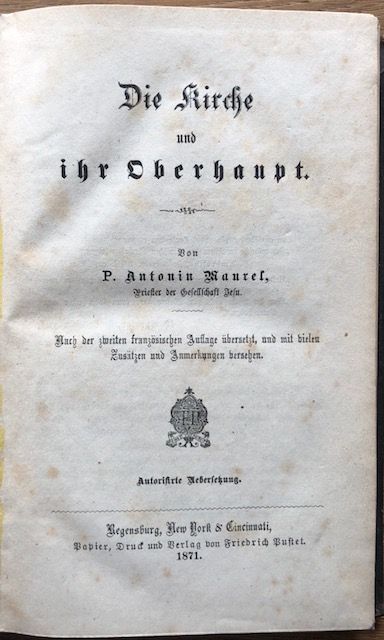 Die Kirche
und
ihr Oberhaupt.
Von
P. Antonin Maurel,
Priester der Gesellschaft Jesu.
Nach der zweiten französischen Auflage übersetzt, und mit vielen
Zusätzen und Anmerkungen versehen.
Autorisirte Uebersetzung.
Regensburg, New York & Cincinnati,
Papier, Druck und Verlag von Friedrich Pustet.
1871.